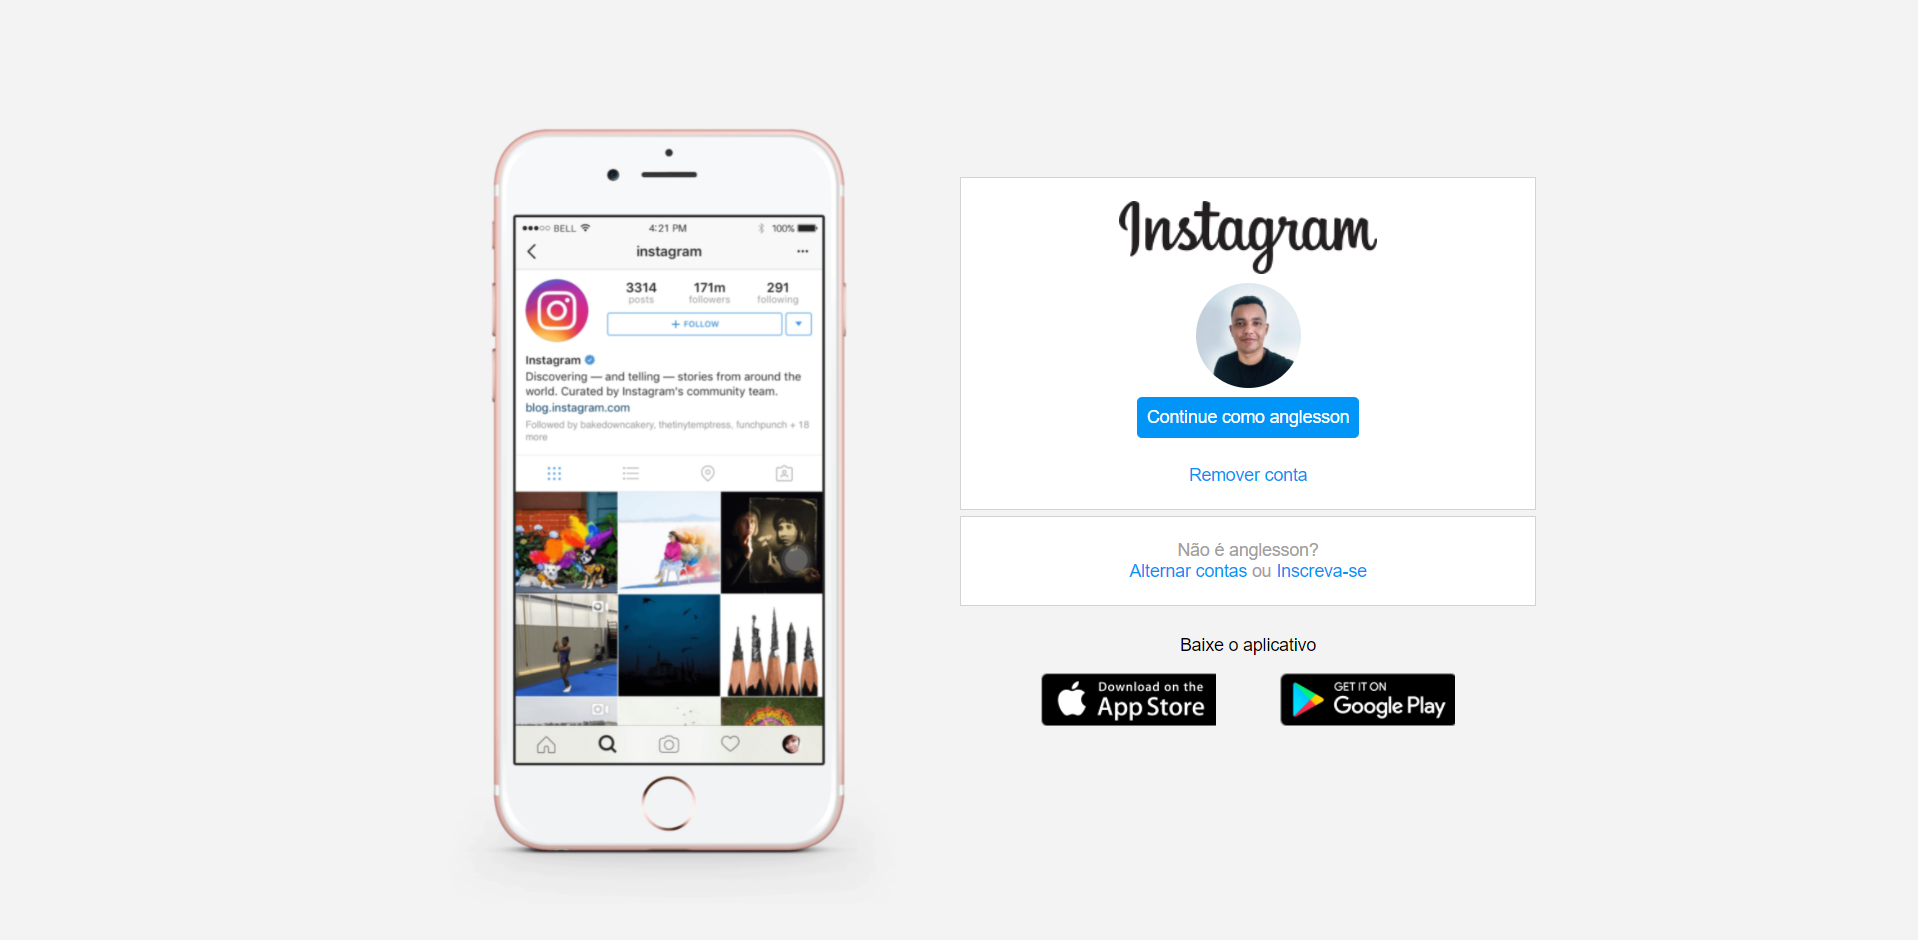 BELL 4:21 PM 100%
instagram
3314 171m 291
posts followers following
+ FOLLOW
Instagram
Discovering — and telling — stories from around the
world. Curated by Instagram's community team.
blog.instagram.com
Followed by bakedowncakery, thetinytemptress, funchpunch + 18
more
Instagram
Continue como anglesson
Remover conta
Não é anglesson?
Alternar contas ou Inscreva-se
Baixe o aplicativo
Download on the
App Store
GET IT ON
Google Play